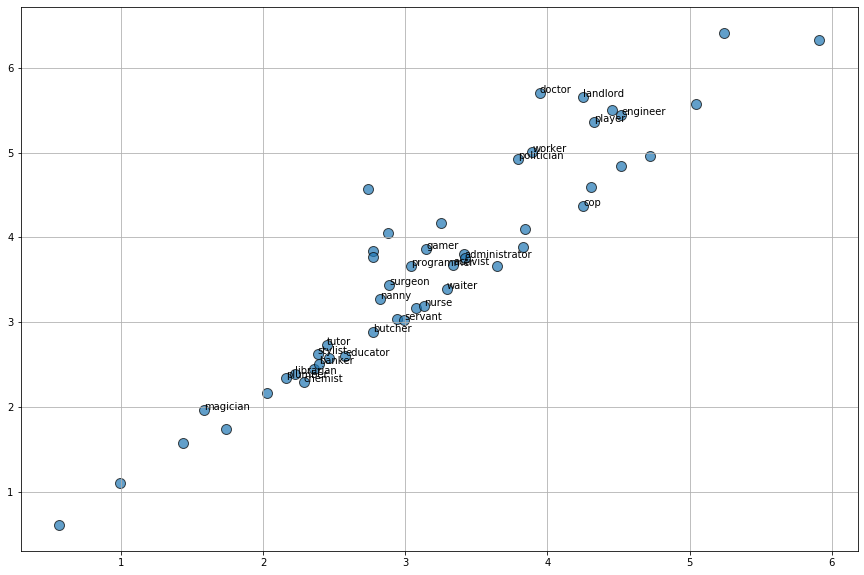 doctor
landlord
engineer
player
worker
politician
cop
gamer
administrator
programmer
activist
surgeon
waiter
nanny
nurse
servant
butcher
tutor
stylist
educator
banker
librarian
plumber
chemist
magician
6
5
4
3
2
1
1 2 3 4 5 6